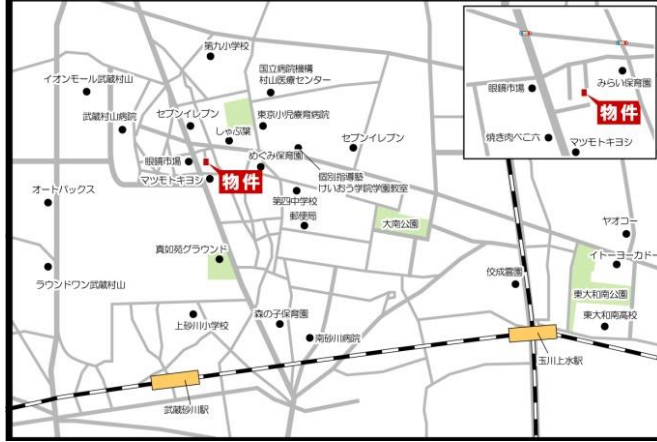 第九小学校
国立病院機構
村山医療センター
イオンモール武蔵村山
武蔵村山病院
セブンイレブン
しゃぶ葉
東京小児療育病院
セブンイレブン
眼鏡市場
めぐみ保育園
マツモトキヨシ
物件
個別指導塾
けいおう学院学園教室
オートバックス
第四中学校
郵便局
大南公園
真如苑グラウンド
ラウンドワン武蔵村山
上砂川小学校
森の子保育園
南砂川病院
武蔵砂川駅
佼成霊園
玉川上水駅
ヤオコー
イトーヨーカドー
東大和南公園
東大和南高校
みらい保育園
眼鏡市場
物件
焼き肉べこ六
マツモトキヨシ